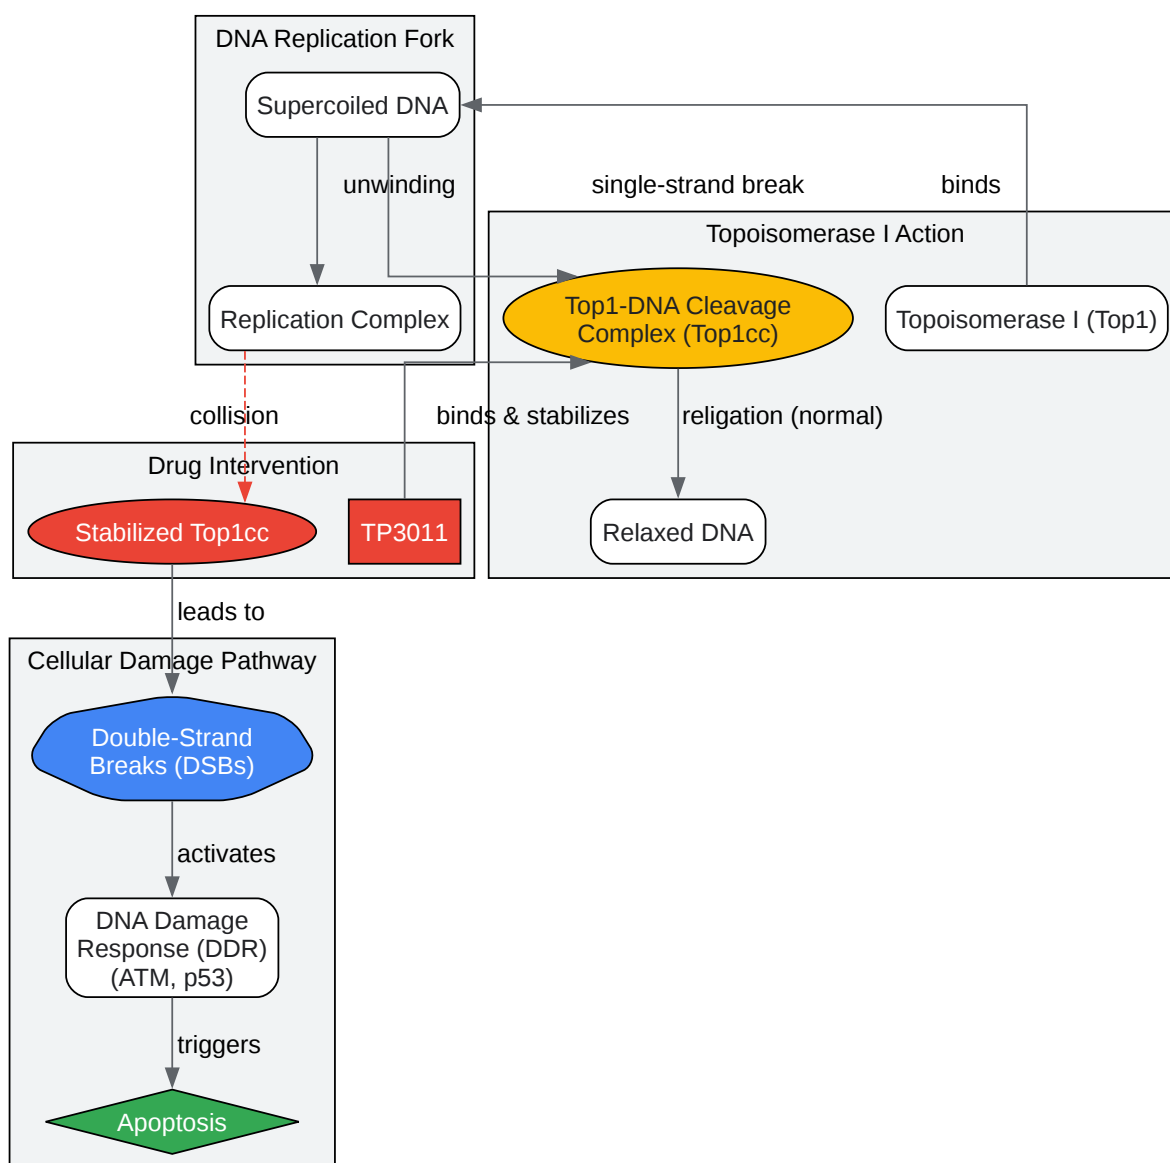 DNA Replication Fork
Supercoiled DNA
unwinding
single-strand break
binds
Topoisomerase I Action
Replication Complex
Top1-DNA Cleavage
Complex (Top1cc)
Topoisomerase I (Top1)
collision
binds & stabilizes
religation (normal)
Drug Intervention
Stabilized Top1cc
TP3011
Relaxed DNA
leads to
Cellular Damage Pathway
Double-Strand
Breaks (DSBs)
activates
DNA Damage
Response (DDR)
(ATM, p53)
triggers
Apoptosis